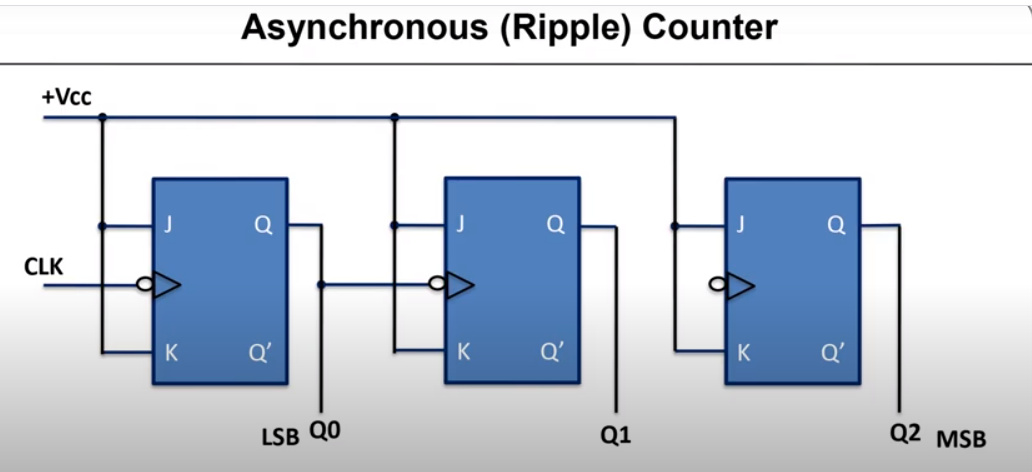 Asynchronous (Ripple) Counter
+Vcc
J Q J Q J Q
CLK
K Q' K Q' K Q'
LSB Q0 Q1 Q2 MSB